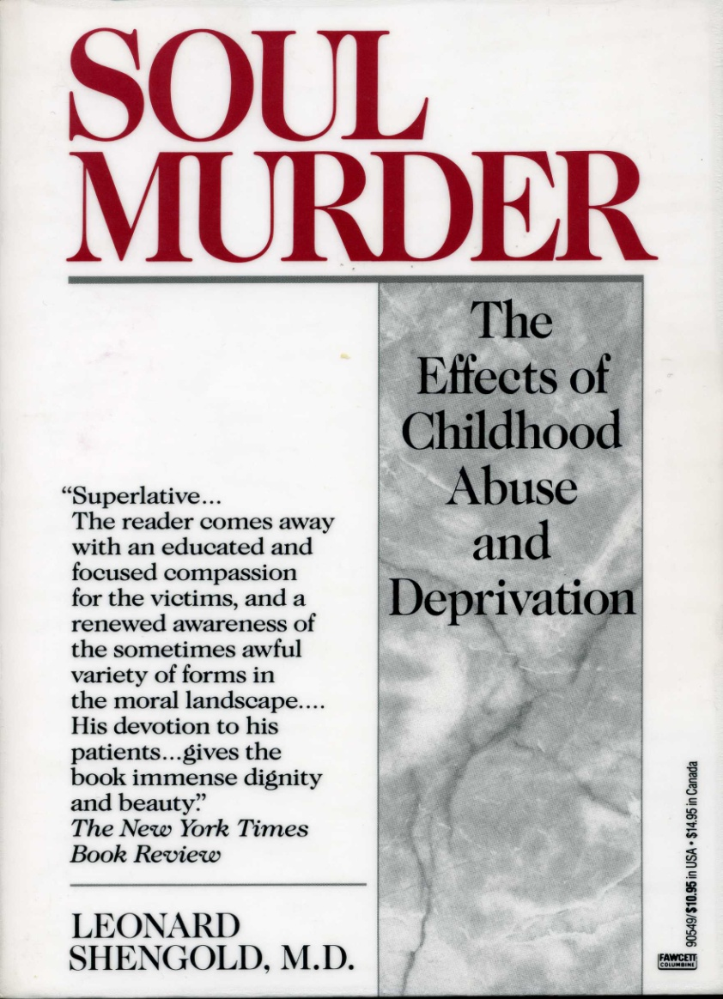 SOUL
MURDER
The
Effects of
Childhood
Abuse
and
Deprivation
“Superlative...
The reader comes away
with an educated and
focused compassion
for the victims, and a
renewed awareness of
the sometimes awful
variety of forms in
the moral landscape....
His devotion to his
patients...gives the
book immense dignity
and beauty.”
The New York Times
Book Review
LEONARD
SHENGOLD, M.D.
90549/$10.95 in USA • $14.95 in Canada
FAWCETT
COLUMBINE